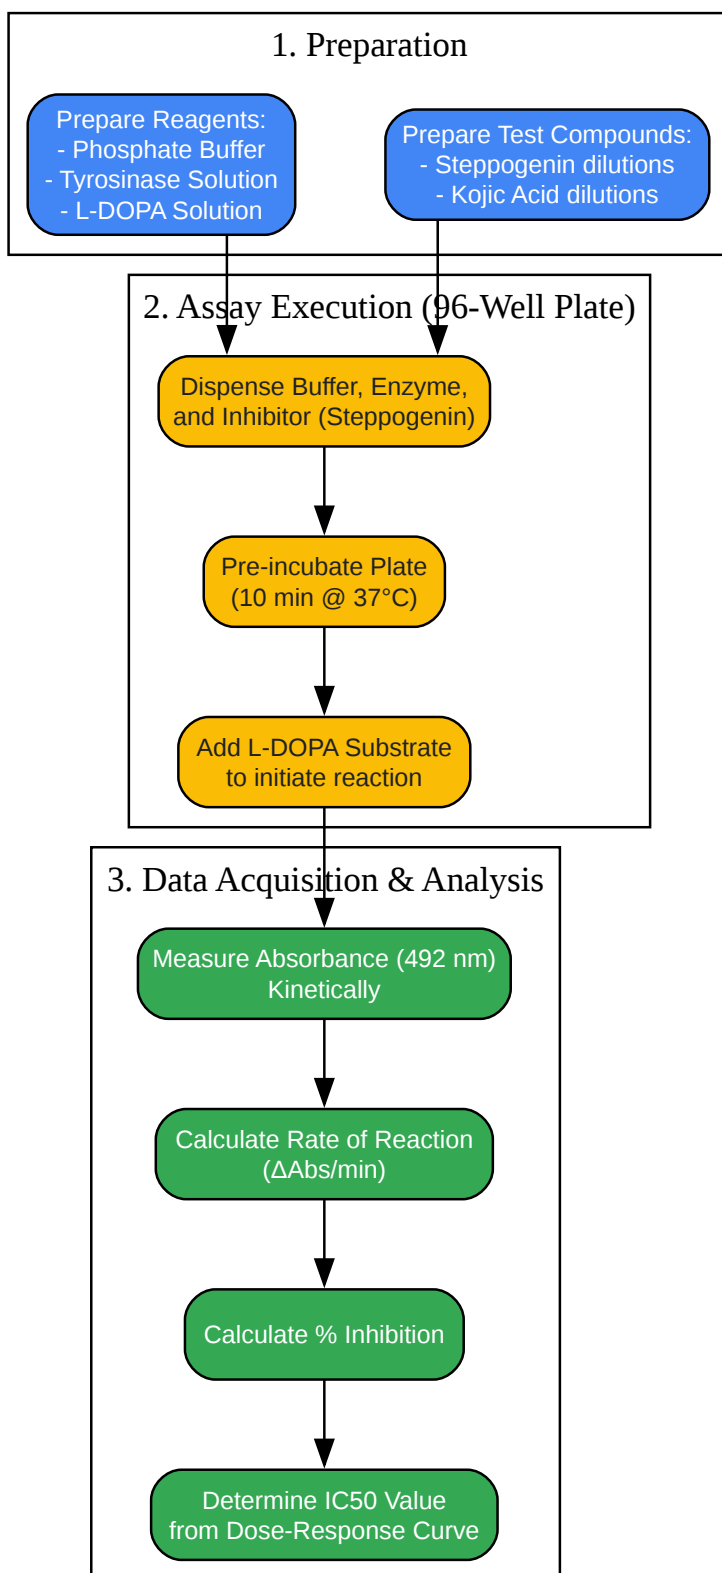 1. Preparation
Prepare Reagents:
- Phosphate Buffer
- Tyrosinase Solution
- L-DOPA Solution
Prepare Test Compounds:
- Steppogenin dilutions
- Kojic Acid dilutions
2. Assay Execution (96-Well Plate)
Dispense Buffer, Enzyme,
and Inhibitor (Steppogenin)
Pre-incubate Plate
(10 min @ 37°C)
Add L-DOPA Substrate
to initiate reaction
3. Data Acquisition & Analysis
Measure Absorbance (492 nm)
Kinetically
Calculate Rate of Reaction
(ΔAbs/min)
Calculate % Inhibition
Determine IC50 Value
from Dose-Response Curve